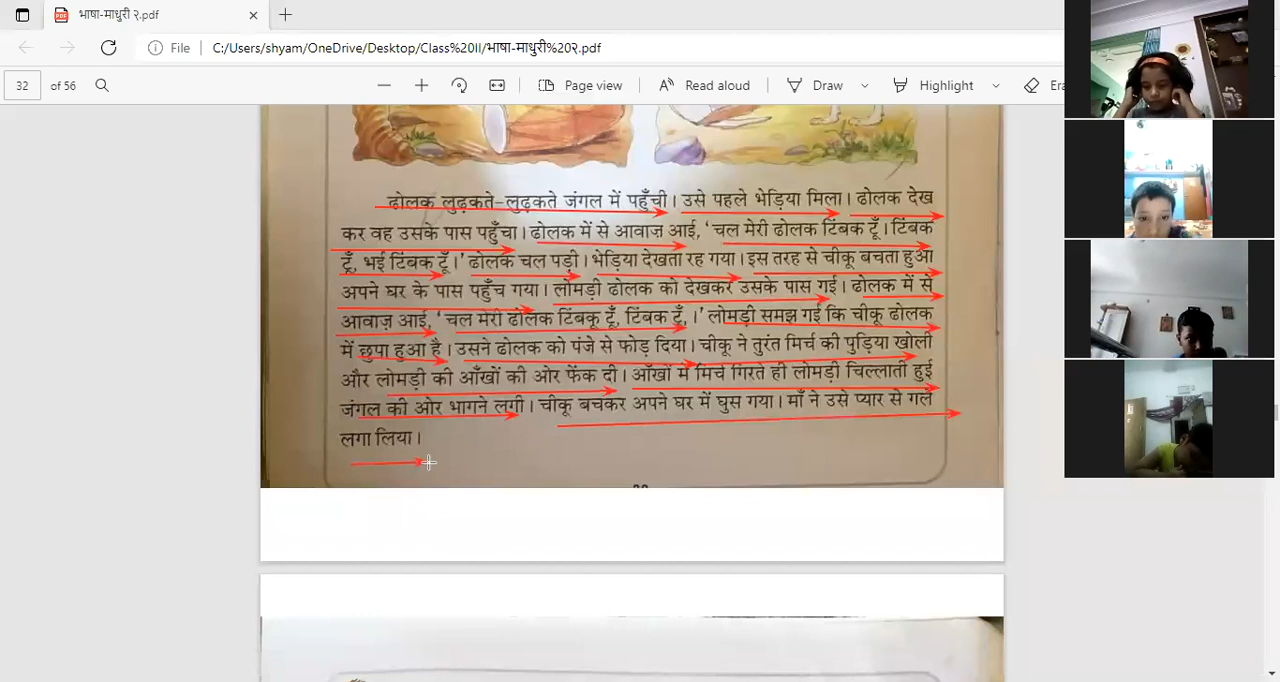 भाषा-माधुरी २.pdf
File C:/Users/shyam/OneDrive/Desktop/Class%20II/भाषा-माधुरी%20२.pdf
32 of 56 Page view Read aloud Draw Highlight Era
ढोलक लुढ़कते-लुढ़कते जंगल में पहुँची। उसे पहले भेड़िया मिला। ढोलक देख
कर वह उसके पास पहुँचा। ढोलक में से आवाज़ आई, 'चल मेरी ढोलक टिंबक टूँ। टिंबक
टूँ, भई टिंबक टूँ।' ढोलक चल पड़ी। भेड़िया देखता रह गया। इस तरह से चीकू बचता हुआ
अपने घर के पास पहुँच गया। लोमड़ी ढोलक को देखकर उसके पास गई। ढोलक में से
आवाज़ आई, 'चल मेरी ढोलक टिंबकू टूँ, टिंबक टूँ, ।' लोमड़ी समझ गई कि चीकू ढोलक
में छुपा हुआ है। उसने ढोलक को पंजे से फोड़ दिया। चीकू ने तुरंत मिर्च की पुड़िया खोली
और लोमड़ी की आँखों की ओर फेंक दी। आँखों में मिर्च गिरते ही लोमड़ी चिल्लाती हुई
जंगल की ओर भागने लगी। चीकू बचकर अपने घर में घुस गया। माँ ने उसे प्यार से गले
लगा लिया।